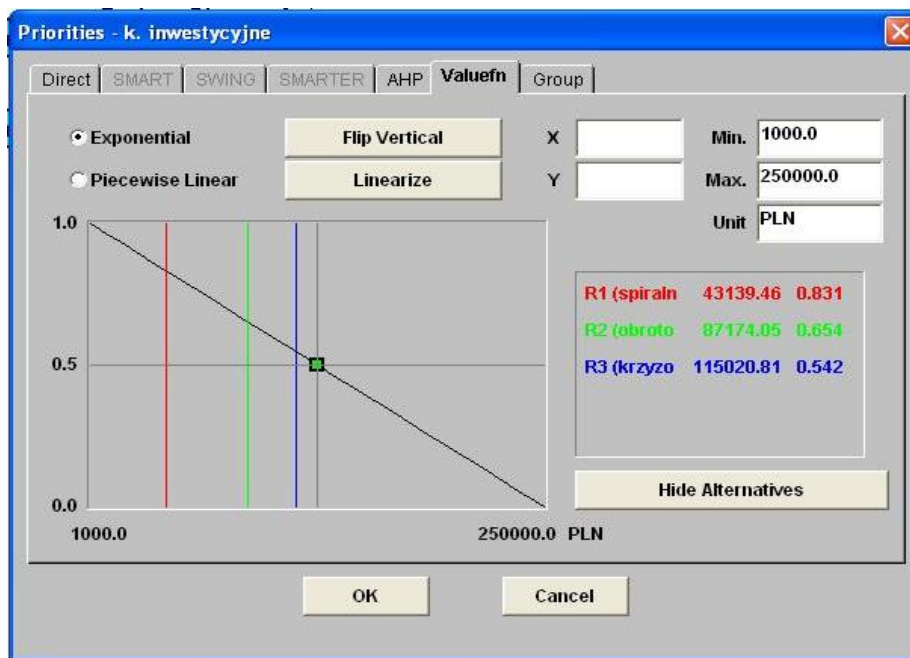 Priorities - k. inwestycyjne
Direct SMART SWING SMARTER AHP Valuefn Group
Exponential Flip Vertical X Min. 1000.0
Piecewise Linear Linearize Y Max. 250000.0
Unit PLN
1.0
R1 (spiraln 43139.46 0.831
R2 (obroto 87174.05 0.654
0.5 R3 (krzyzo 115020.81 0.542
Hide Alternatives
0.0
1000.0 250000.0 PLN
OK Cancel